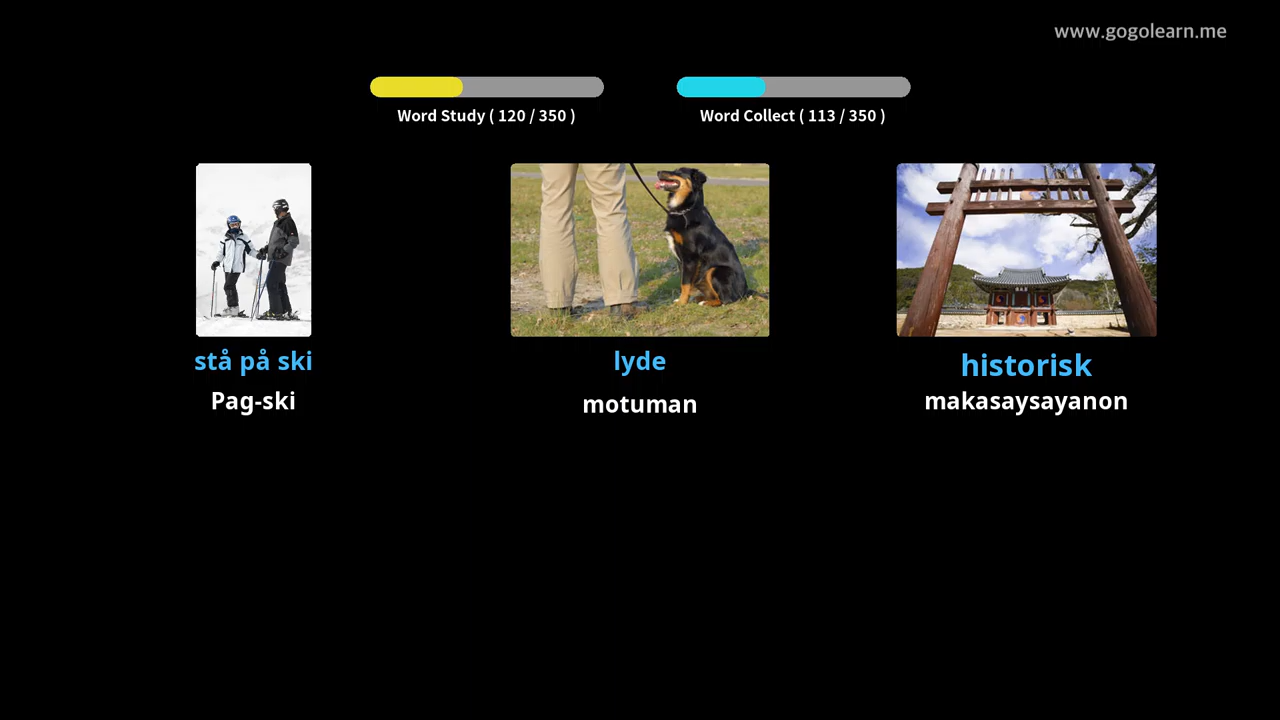 www.gogolearn.me
Word Study ( 120 / 350 )
Word Collect ( 113 / 350 )
stå på ski
Pag-ski
lyde
motuman
historisk
makasaysayanon